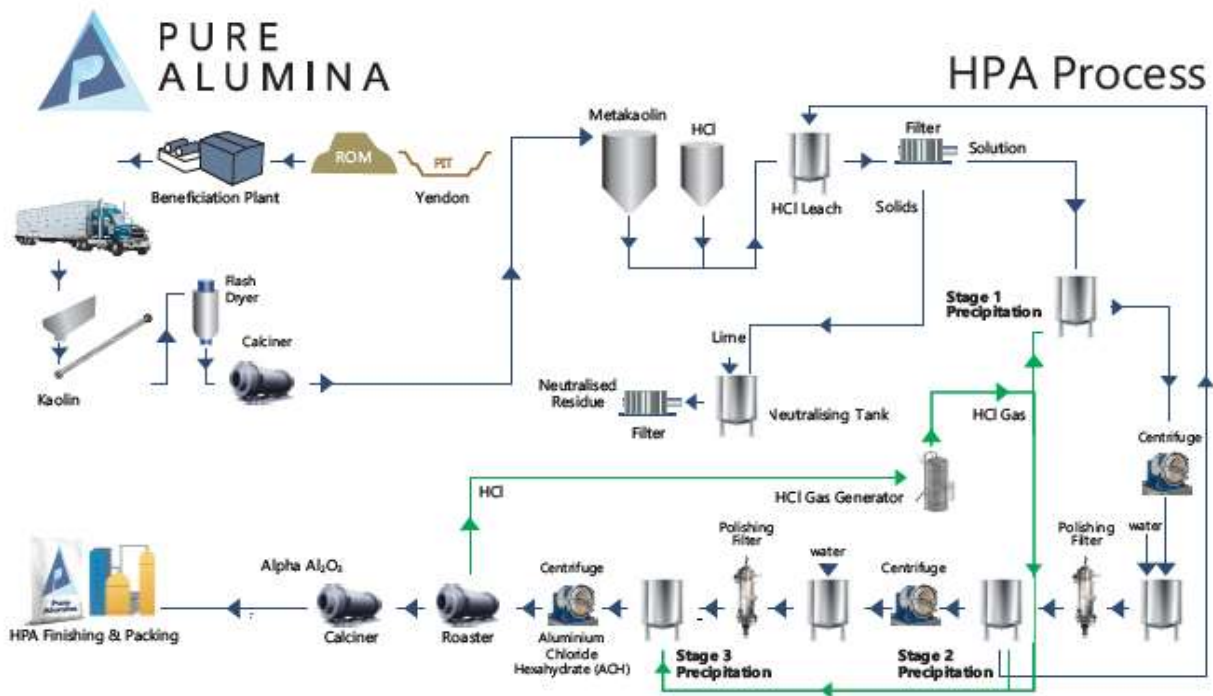 PURE
ALUMINA
HPA Process
Metakaolin
HCl
Filter
Solution
ROM
PIT
Beneficiation Plant
Yendon
HCl Leach
Solids
Flash
Dryer
Stage 1
Precipitation
Calciner
Lime
Kaolin
Neutralised
Residue
Neutralising Tank
HCl Gas
Filter
Centrifuge
HCl
HCl Gas Generator
Polishing
Filter
water
Polishing
Filter
water
Alpha Al₂O₃
Centrifuge
Centrifuge
Pure
Alumina
HPA Finishing & Packing
Calciner
Roaster
Aluminium
Chloride
Hexahydrate (ACH)
Stage 3
Precipitation
Stage 2
Precipitation